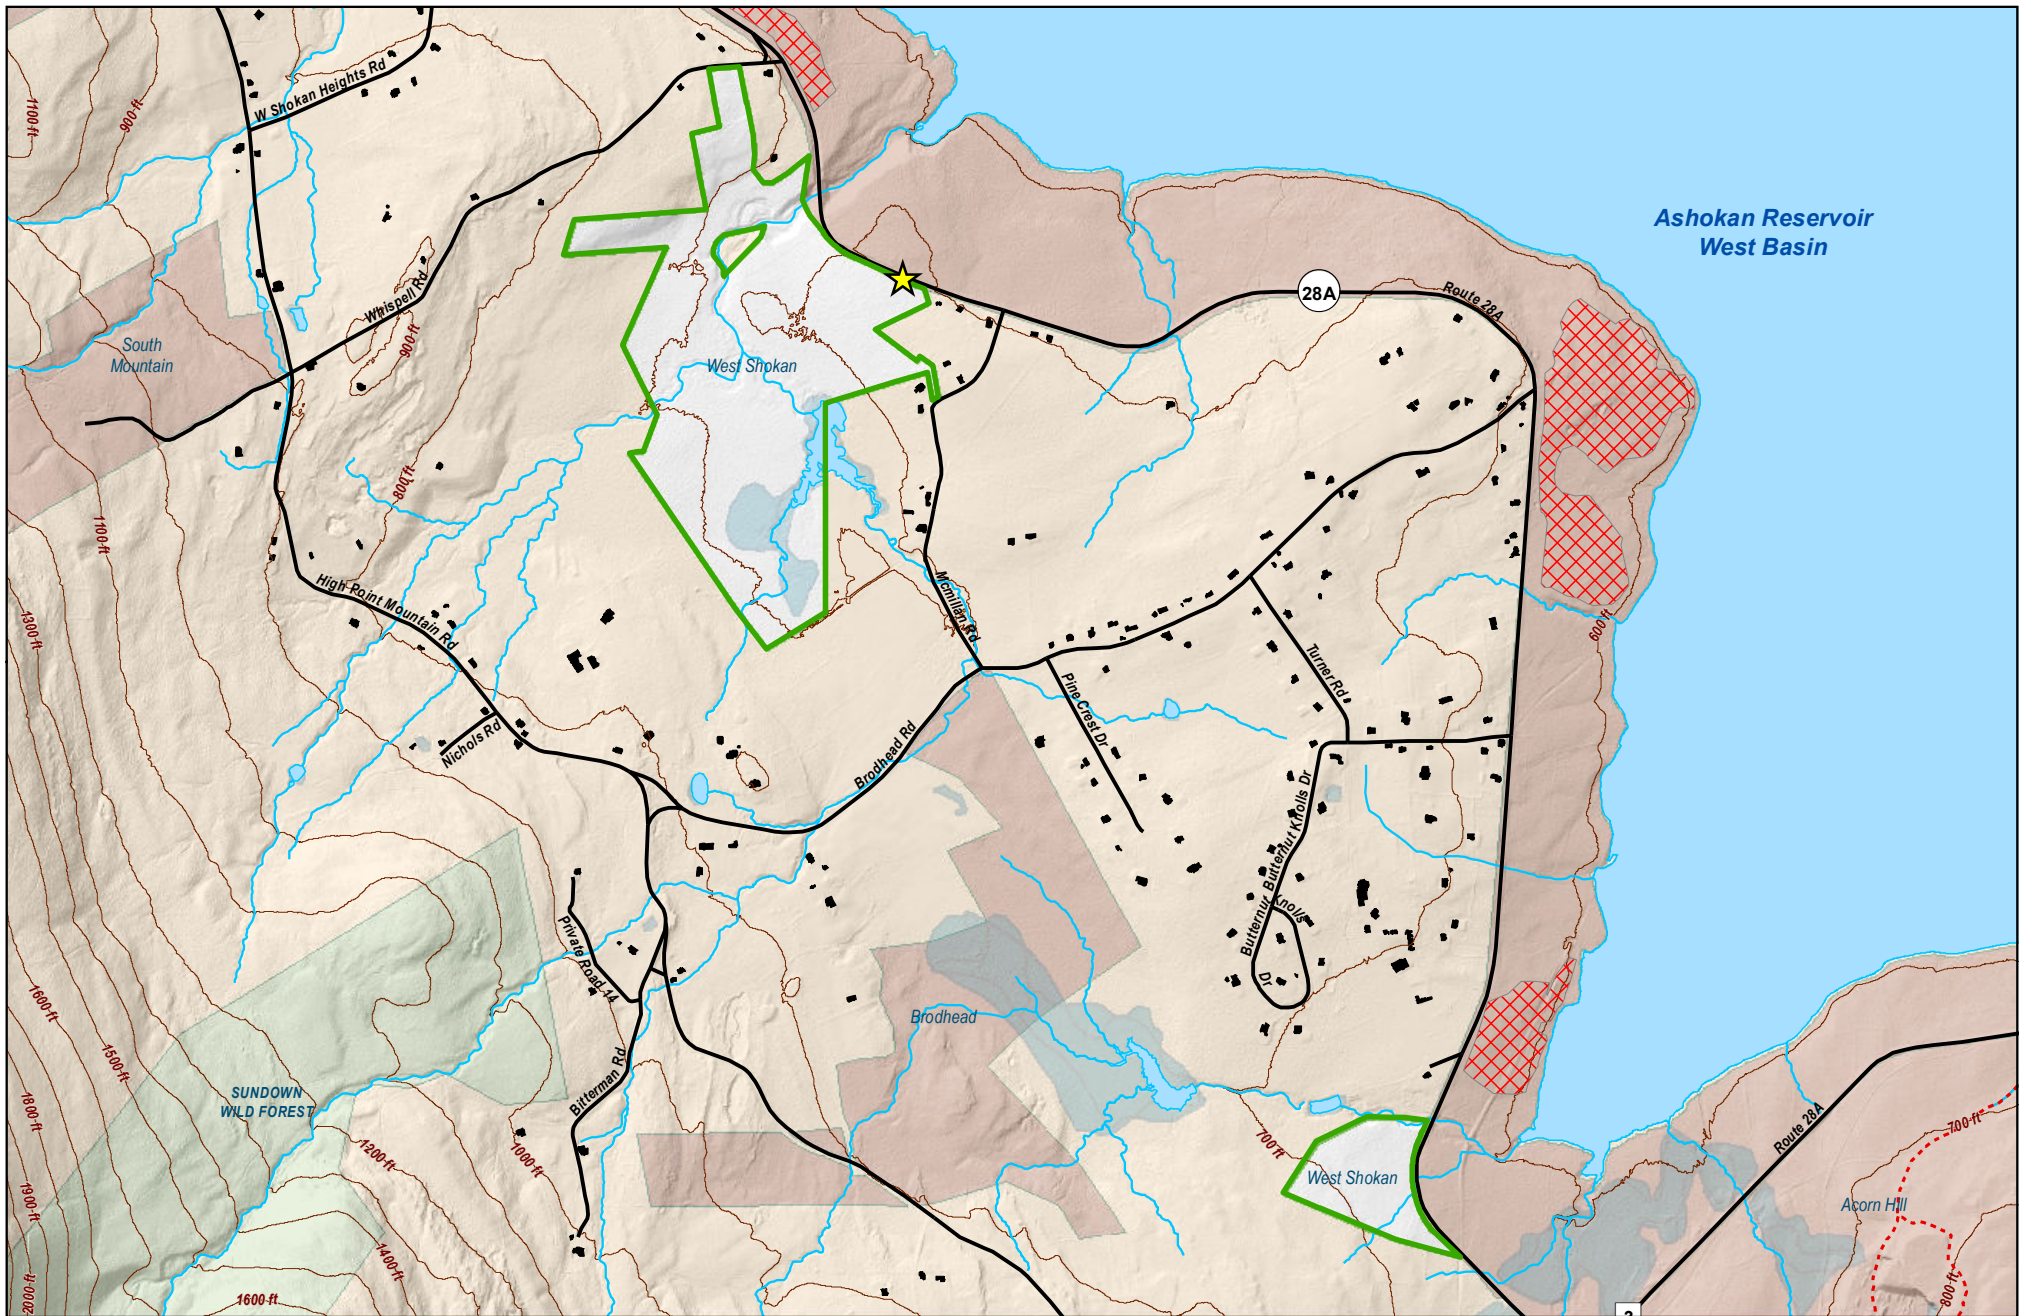 W Shokan Heights Rd
1100 ft
900 ft
Ashokan Reservoir
West Basin
Whispell Rd
28A
Route 28A
900 ft
South
Mountain
West Shokan
800 ft
1100 ft
High Point Mountain Rd
Mcmillan Rd
1300 ft
600 ft
Turner Rd
Pine Crest Dr
Nichols Rd
Brodhead Rd
Butternut Knolls Dr
Butternut
Knolls
Dr
Private Road 14
1600 ft
Brodhead
1500 ft
Bitterman Rd
SUNDOWN
WILD FOREST
1800 ft
1200 ft
1000 ft
700 ft
Route 28A
700 ft
West Shokan
Acorn Hill
1900 ft
1400 ft
2000 ft
1600 ft
800 ft